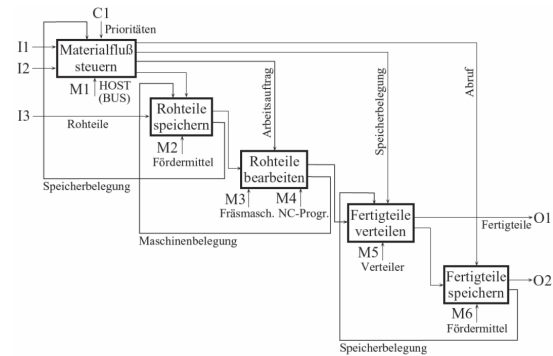 C1
Prioritäten
I1
I2
Materialfluß
steuern
M1
HOST
(BUS)
I3
Rohteile
Rohteile
speichern
M2
Fördermittel
Speicherbelegung
Arbeitsauftrag
Speicherbelegung
Abruf
Rohteile
bearbeiten
M3
M4
Fräsmasch. NC-Progr.
Maschinenbelegung
Fertigteile
verteilen
M5
Verteiler
O1
Fertigteile
Fertigteile
speichern
O2
M6
Fördermittel
Speicherbelegung